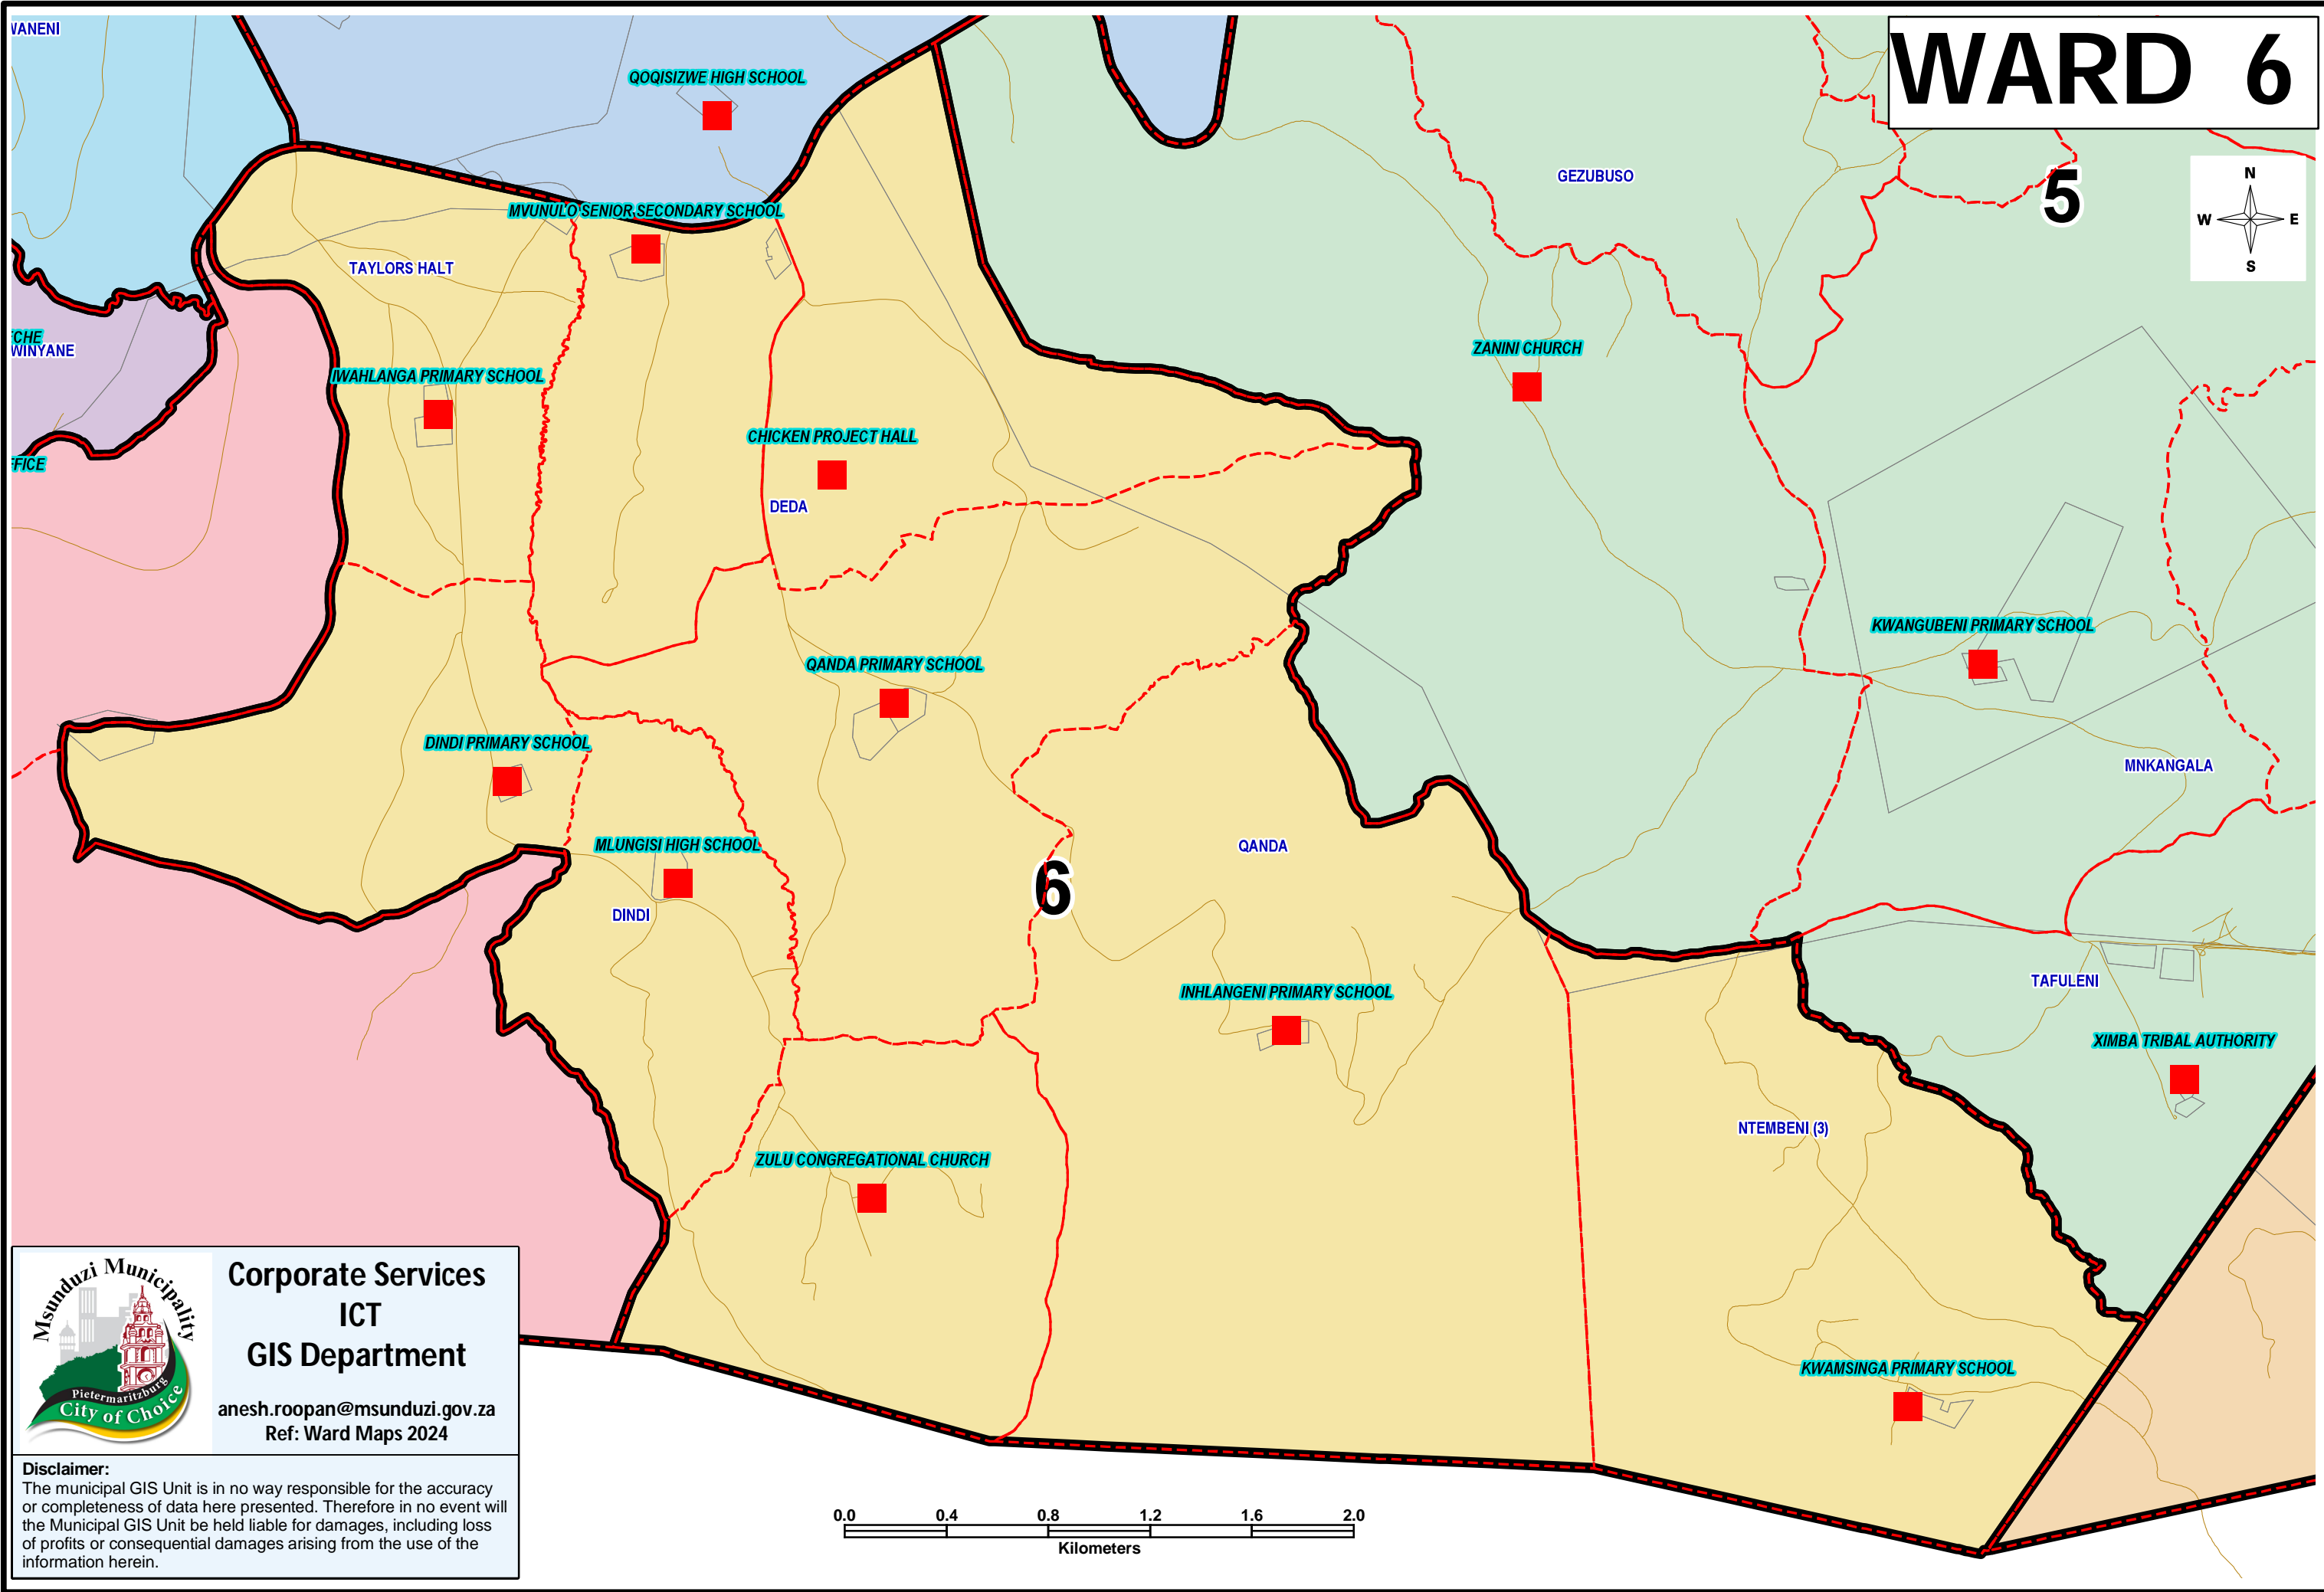 WANENI
QOQISIZWE HIGH SCHOOL
WARD 6
GEZUBUSO
5
N
W E
S
MVUNULO SENIOR SECONDARY SCHOOL
TAYLORS HALT
CHE
WINYANE
ZANINI CHURCH
IWAHLANGA PRIMARY SCHOOL
CHICKEN PROJECT HALL
FFICE
DEDA
KWANGUBENI PRIMARY SCHOOL
QANDA PRIMARY SCHOOL
DINDI PRIMARY SCHOOL
MNKANGALA
MLUNGISI HIGH SCHOOL
QANDA
6
DINDI
TAFULENI
INHLANGENI PRIMARY SCHOOL
XIMBA TRIBAL AUTHORITY
NTEMBENI (3)
ZULU CONGREGATIONAL CHURCH
KWAMSINGA PRIMARY SCHOOL
Msunduzi Municipality
Pietermaritzburg
City of Choice
Corporate Services
ICT
GIS Department
anesh.roopan@msunduzi.gov.za
Ref: Ward Maps 2024
Disclaimer:
The municipal GIS Unit is in no way responsible for the accuracy
or completeness of data here presented. Therefore in no event will
the Municipal GIS Unit be held liable for damages, including loss
of profits or consequential damages arising from the use of the
information herein.
0.0 0.4 0.8 1.2 1.6 2.0
Kilometers